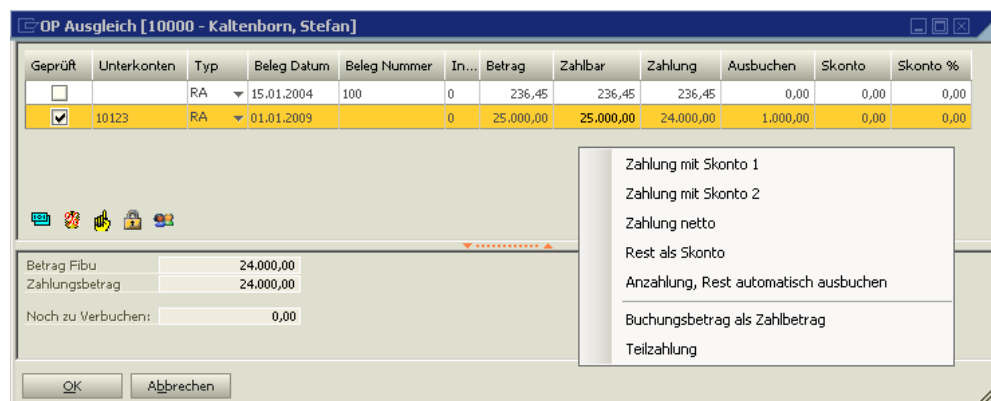 OP Ausgleich [10000 - Kaltenborn, Stefan]
Geprüft Unterkonten Typ Beleg Datum Beleg Nummer In... Betrag Zahlbar Zahlung Ausbuchen Skonto Skonto %
RA 15.01.2004 100 0 236,45 236,45 236,45 0,00 0,00 0,00
10123 RA 01.01.2009 0 25.000,00 25.000,00 24.000,00 1.000,00 0,00 0,00
Zahlung mit Skonto 1
Zahlung mit Skonto 2
Zahlung netto
Rest als Skonto
Anzahlung, Rest automatisch ausbuchen
Buchungsbetrag als Zahlbetrag
Teilzahlung
Betrag Fibu 24.000,00
Zahlungsbetrag 24.000,00
Noch zu Verbuchen: 0,00
OK Abbrechen